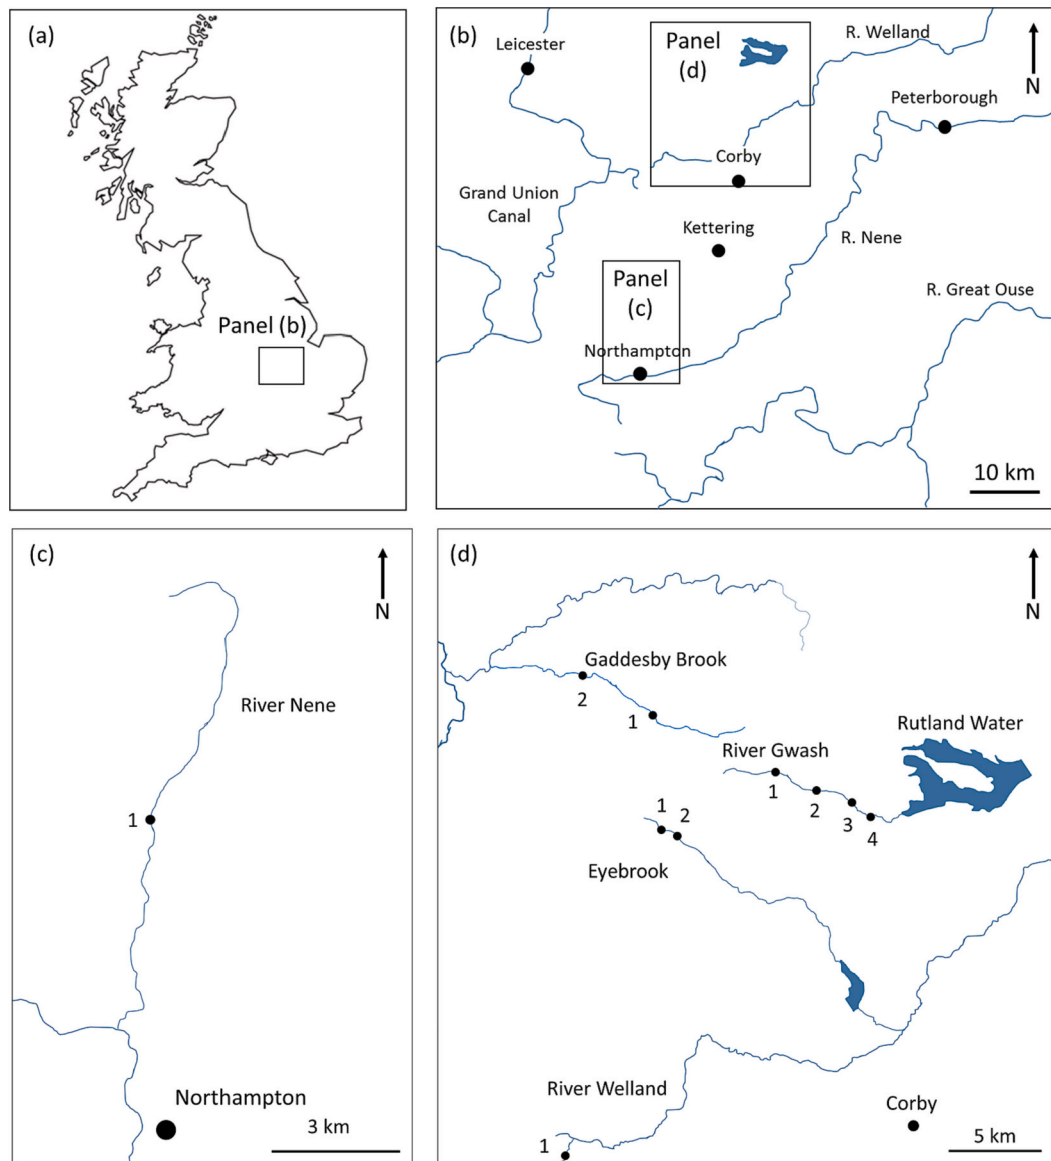 (a)
Panel (b)
(b)
Leicester
Panel
(d)
R. Welland
N
Peterborough
Corby
Grand Union
Canal
Kettering
R. Nene
Panel
(c)
R. Great Ouse
Northampton
10 km
(c)
N
River Nene
1
Northampton
3 km
(d)
N
Gaddesby Brook
2
1
Rutland Water
River Gwash
1
2
3
4
1
2
Eyebrook
River Welland
1
Corby
5 km